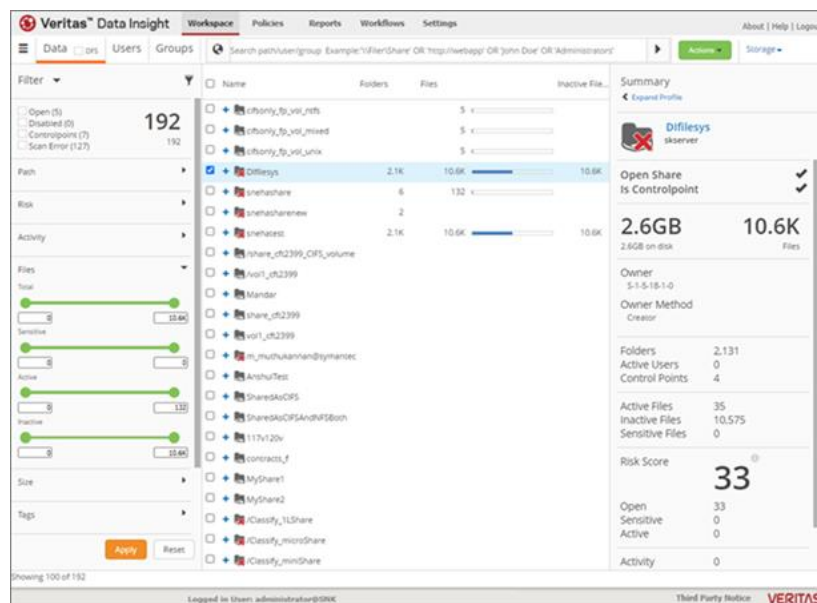 Veritas™ Data Insight
Workspace Policies Reports Workflows Settings
About | Help | Logou
Data DFS Users Groups
Search path/user/group Example:'\\Filer\Share' OR 'http://webapp' OR 'John Doe' OR 'Administrators'
Actions
Storage
Filter
Open (5)
Disabled (0)
Controlpoint (7)
Scan Error (127)
192
192
Path
Risk
Activity
Files
Total
0 10.6K
Sensitive
0 0
Active
0 132
Inactive
0 10.6K
Size
Tags
Apply Reset
Showing 100 of 192
Name Folders Files Inactive File...
cifsonly_fp_vol_ntfs 5
cifsonly_fp_vol_mixed 5
cifsonly_fp_vol_unix 5
DIfilesys 2.1K 10.6K 10.6K
snehashare 6 132
snehasharenew 2
snehatest 2.1K 10.6K 10.6K
/share_cft2399_CIFS_volume
/vol1_cft2399
Mandar
share_cft2399
vol1_cft2399
m_muthukannan@symantec
AnshulTest
SharedAsCIFS
SharedAsCIFSAndNFSBoth
117v120v
contracts_f
MyShare1
MyShare2
/Classify_1LShare
/Classify_microShare
/Classify_miniShare
Summary
Expand Profile
DIfilesys
skserver
Open Share
Is Controlpoint
2.6GB 10.6K
2.6GB on disk Files
Owner
S-1-5-18-1-0
Owner Method
Creator
Folders 2,131
Active Users 0
Control Points 4
Active Files 35
Inactive Files 10,575
Sensitive Files 0
Risk Score 33
Open 33
Sensitive 0
Active 0
Activity 0
Logged in User: administrator@SNK
Third Party Notice VERITAS